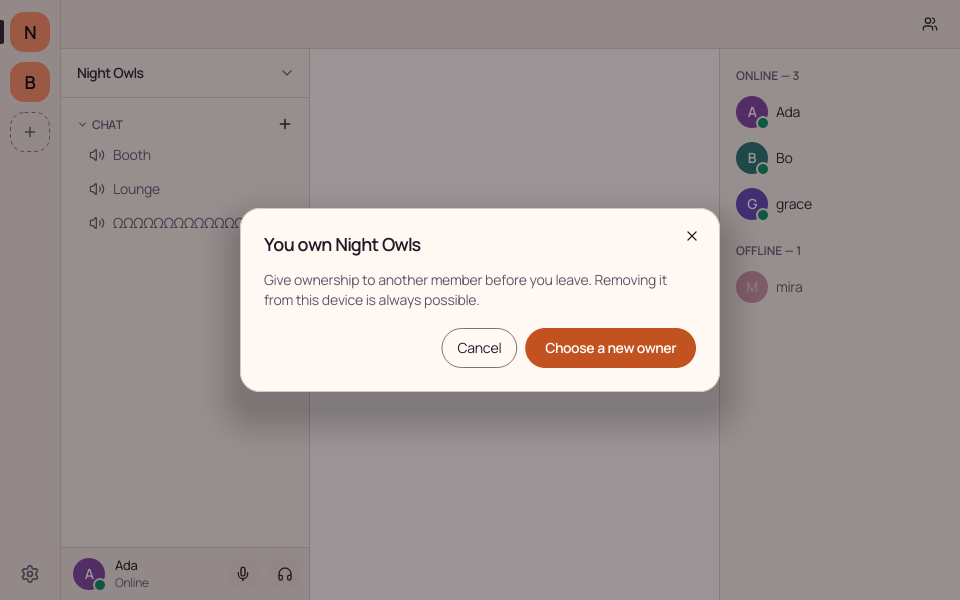 N
B
Night Owls
CHAT
Booth
Lounge
You own Night Owls
Give ownership to another member before you leave. Removing it
from this device is always possible.
Cancel
Choose a new owner
ONLINE — 3
A
Ada
B
Bo
G
grace
OFFLINE — 1
M
mira
A
Ada
Online